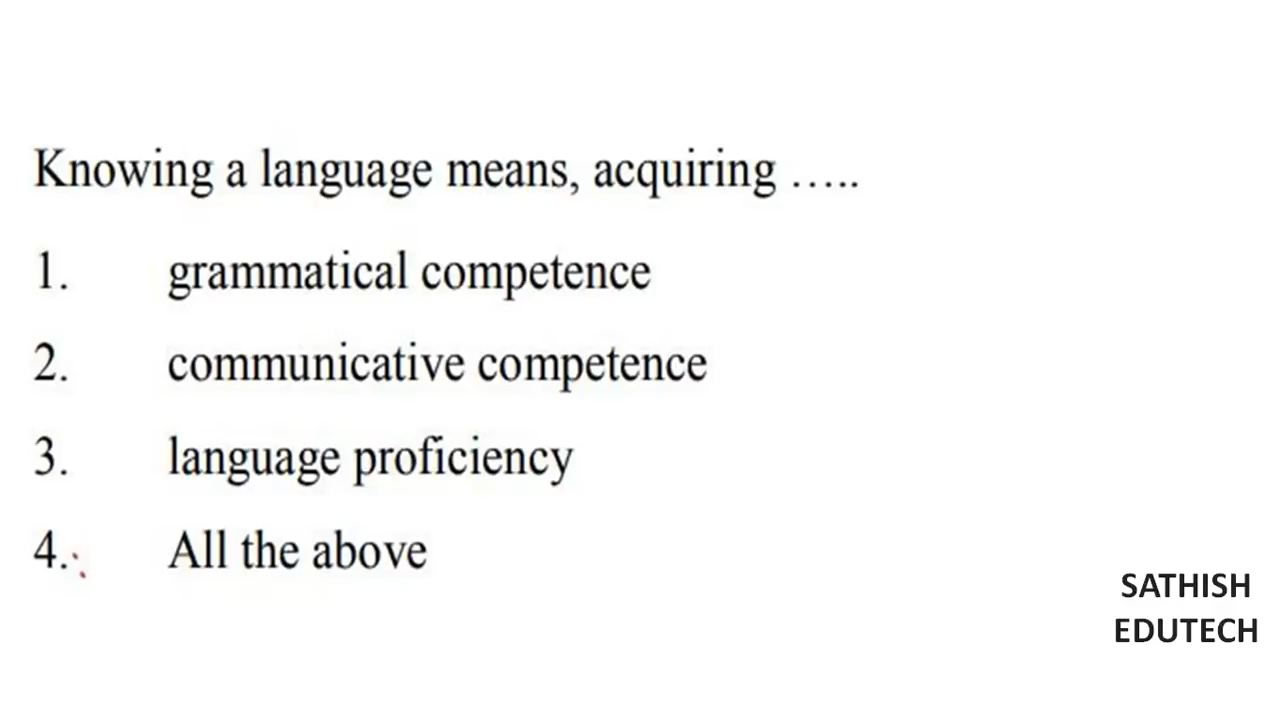 Knowing a language means, acquiring .....
1. grammatical competence
2. communicative competence
3. language proficiency
4. All the above
SATHISH
EDUTECH